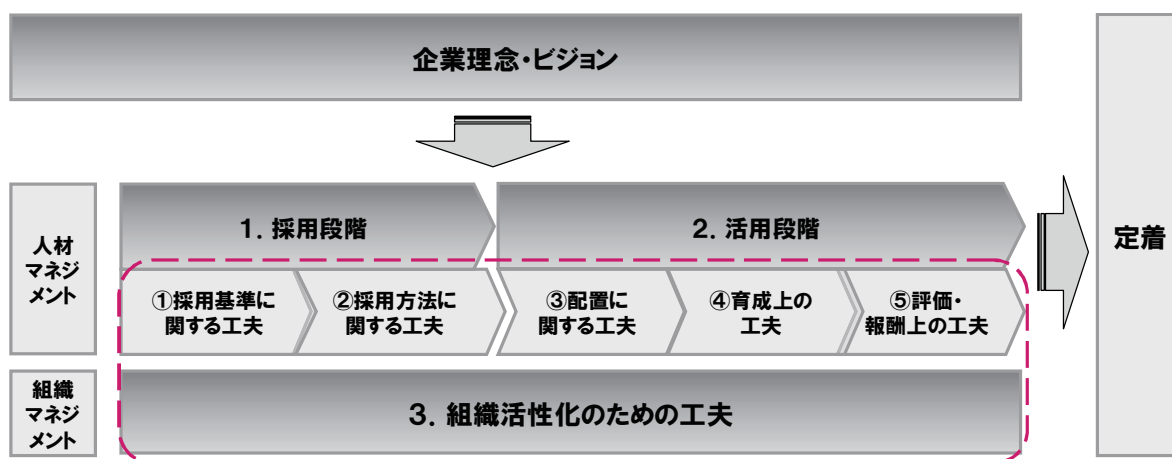 企業理念・ビジョン
人材
マネジ
メント
1. 採用段階
2. 活用段階
①採用基準に
関する工夫
②採用方法に
関する工夫
③配置に
関する工夫
④育成上の
工夫
⑤評価・
報酬上の工夫
組織
マネジ
メント
3. 組織活性化のための工夫
定着